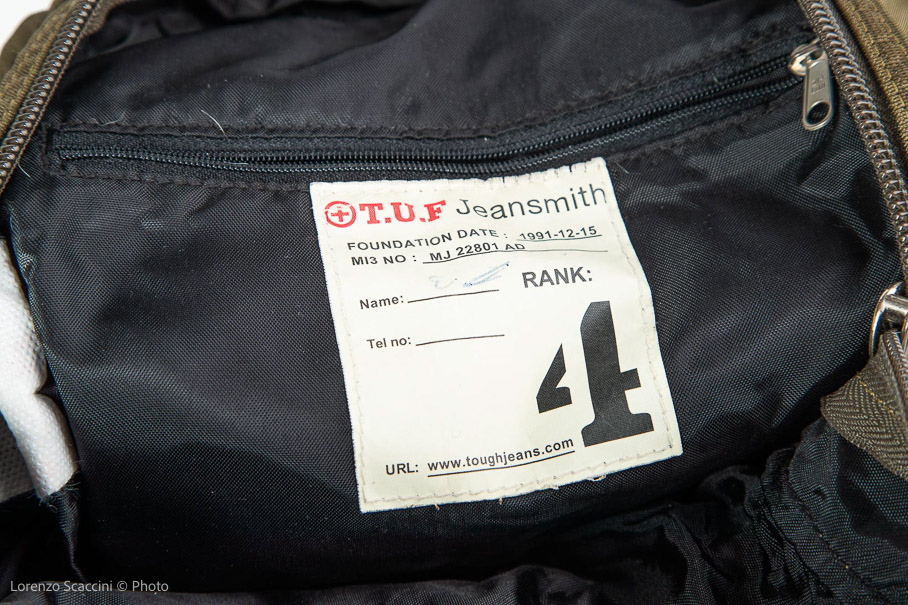 T.U.F Jeansmith
FOUNDATION DATE : 1991-12-15
MI3 NO : MJ 22801 AD
Name:
RANK:
Tel no:
4
URL: www.toughjeans.com
Lorenzo Scaccini © Photo